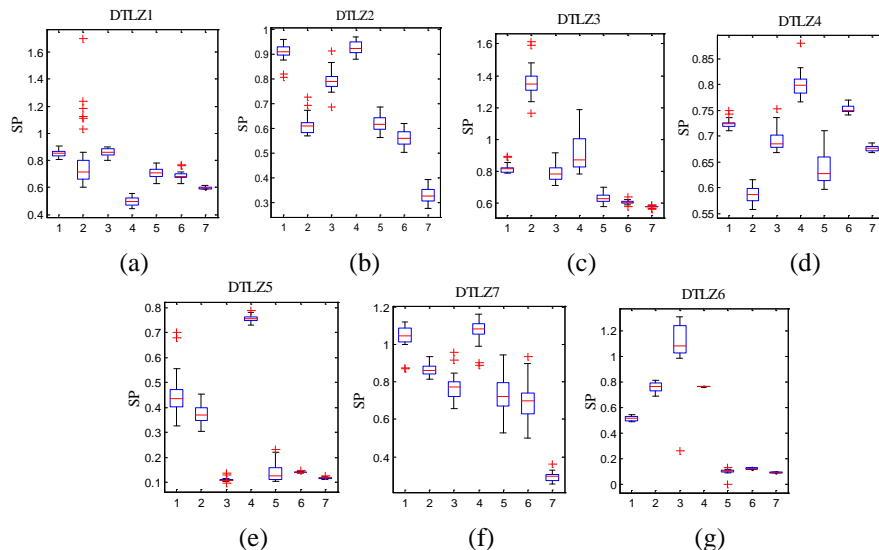 DTLZ1
DTLZ2
DTLZ3
DTLZ4
SP
1.6
1.4
1.2
1
0.8
0.6
0.4
1 2 3 4 5 6 7
(a)
SP
0.9
0.8
0.7
0.6
0.5
0.4
0.3
1 2 3 4 5 6 7
(b)
SP
1.6
1.4
1.2
1
0.8
0.6
1 2 3 4 5 6 7
(c)
SP
0.85
0.8
0.75
0.7
0.65
0.6
0.55
1 2 3 4 5 6 7
(d)
DTLZ5
DTLZ7
DTLZ6
SP
0.8
0.7
0.6
0.5
0.4
0.3
0.2
0.1
1 2 3 4 5 6 7
(e)
SP
1.2
1
0.8
0.6
0.4
1 2 3 4 5 6 7
(f)
SP
1.2
1
0.8
0.6
0.4
0.2
0
1 2 3 4 5 6 7
(g)